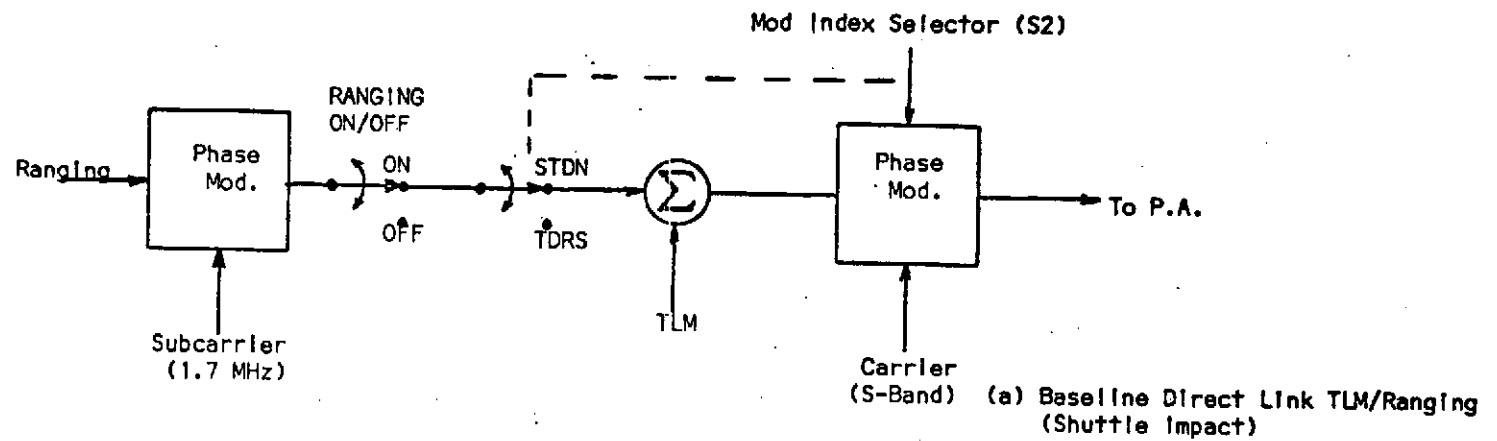 Mod Index Selector (S2)
RANGING
ON/OFF
Phase
Mod.
Ranging
ON
OFF
STDN
TDRS
Σ
TLM
Phase
Mod.
To P.A.
Subcarrier
(1.7 MHz)
Carrier
(S-Band)
(a) Baseline Direct Link TLM/Ranging
(Shuttle Impact)